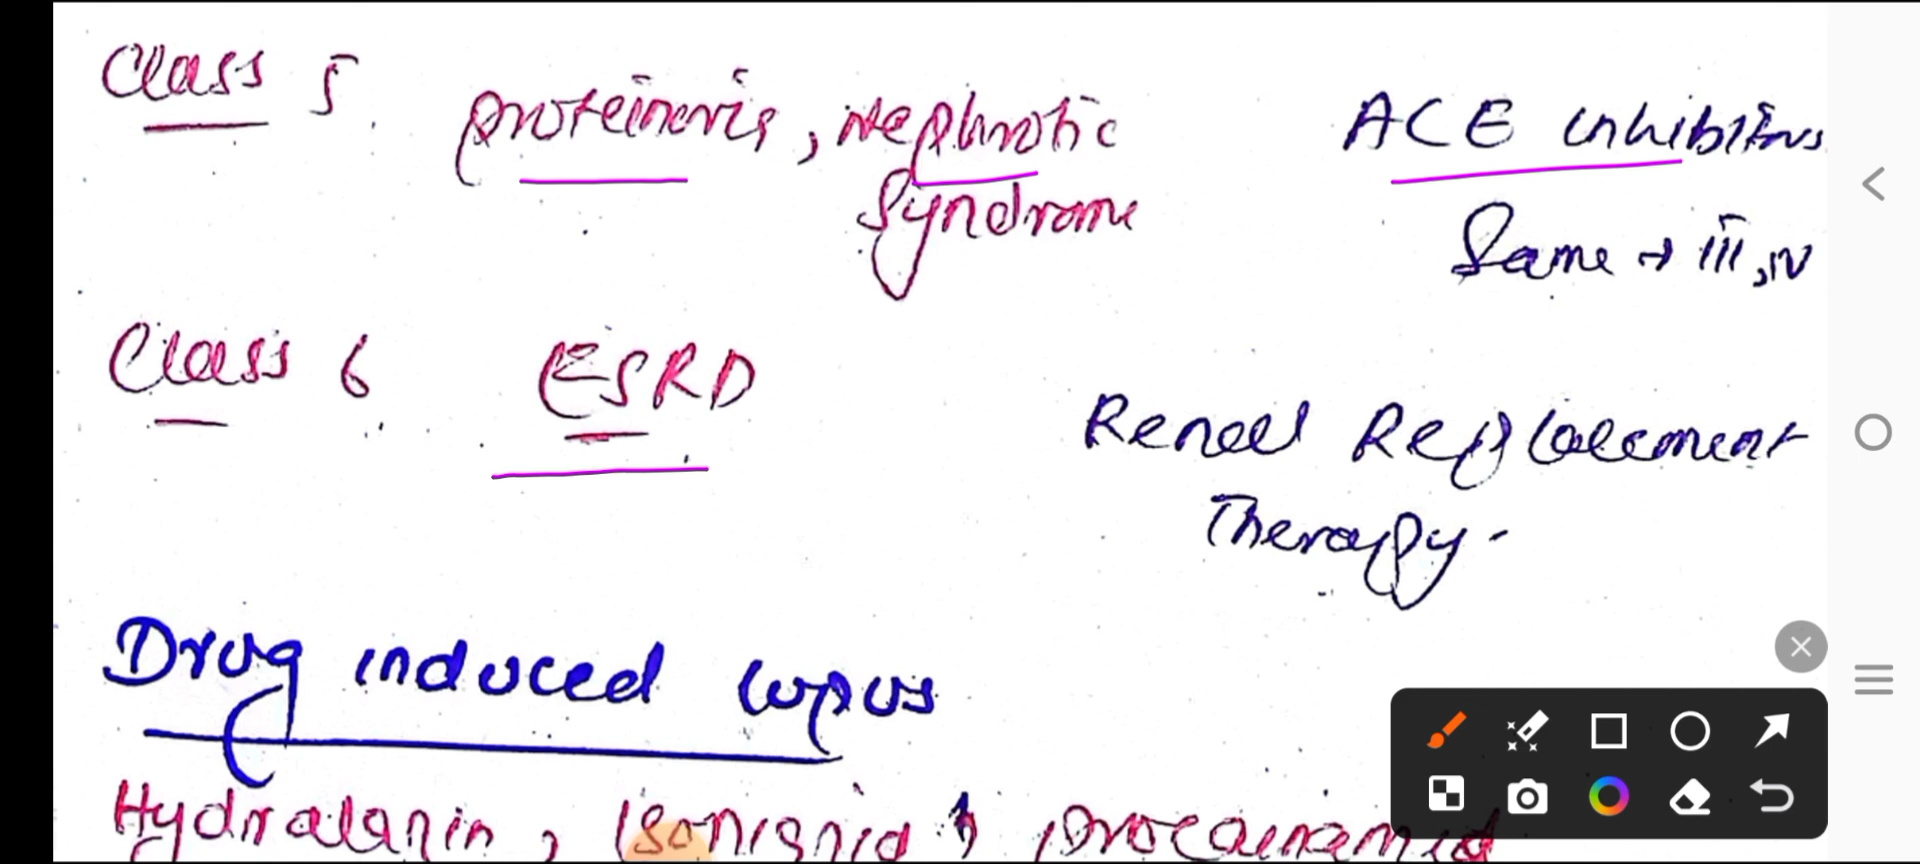 Class 5. proteineris, Nephrotic Syndrome
ACE inhibitors
Same → III, IV
Class 6 ESRD
Renal Replacement
Therapy.
Drug induced lupus
Hydralazin, Isoniazid, procainamid